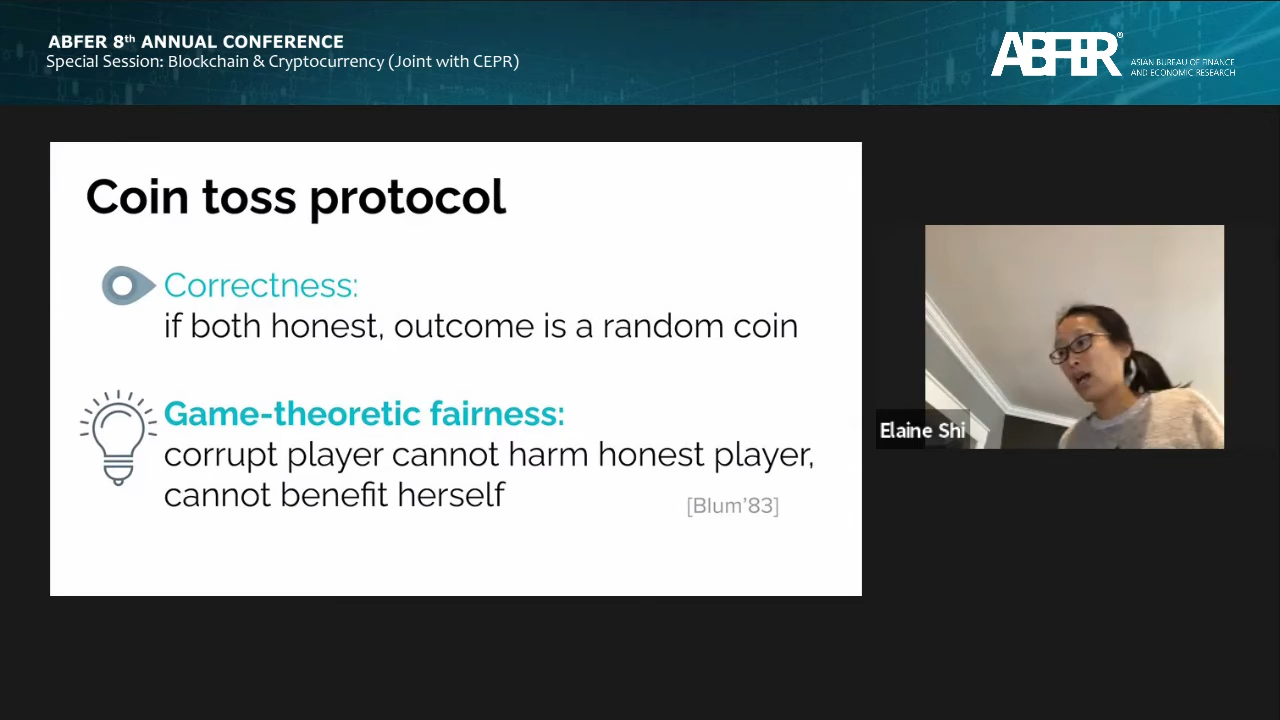 ABFER 8th ANNUAL CONFERENCE
Special Session: Blockchain & Cryptocurrency (Joint with CEPR)
ABFER®
ASIAN BUREAU OF FINANCE
AND ECONOMIC RESEARCH
Coin toss protocol
Correctness:
if both honest, outcome is a random coin
Game-theoretic fairness:
corrupt player cannot harm honest player,
cannot benefit herself
[Blum'83]
Elaine Shi